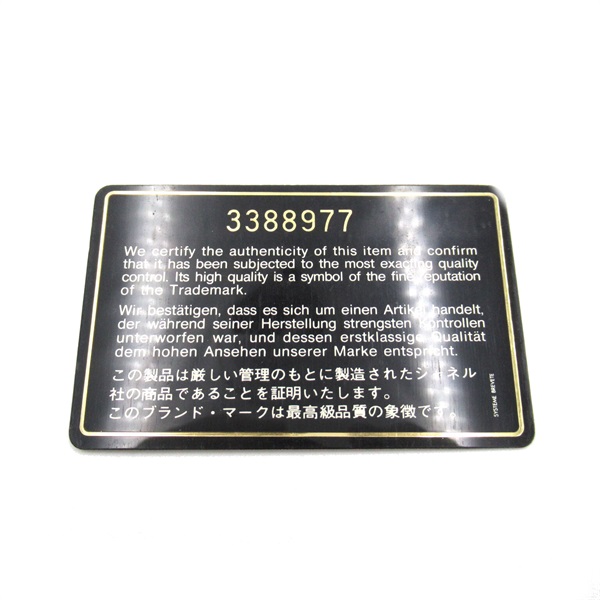 3388977
We certify the authenticity of this item and confirm
that it has been subjected to the most exacting quality
control. Its high quality is a symbol of the fine reputation
of the Trademark.
Wir bestätigen, dass es sich um einen Artikel handelt,
der während seiner Herstellung strengsten Kontrollen
unterworfen war, und dessen erstklassige Qualität
dem hohen Ansehen unserer Marke entspricht.
この製品は厳しい管理のもとに製造されたシャネル
社の商品であることを証明いたします。
このブランド・マークは最高級品質の象徴です。
SYSTEME BREVETE